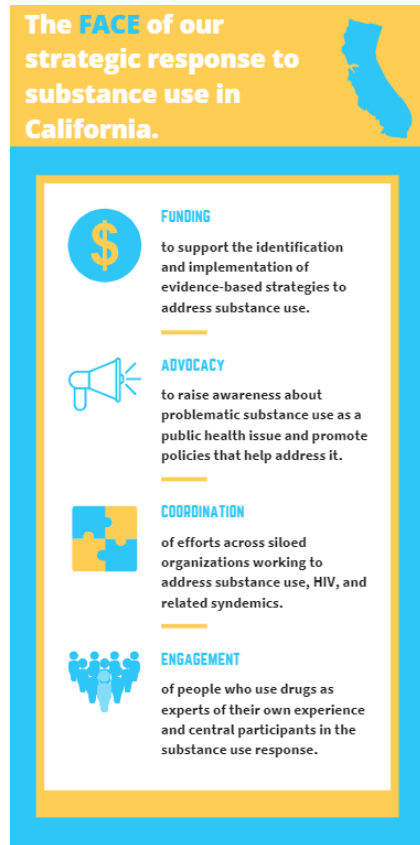 The FACE of our
strategic response to
substance use in
California.
$
FUNDING
to support the identification
and implementation of
evidence-based strategies to
address substance use.
ADVOCACY
to raise awareness about
problematic substance use as a
public health issue and promote
policies that help address it.
COORDINATION
of efforts across siloed
organizations working to
address substance use, HIV, and
related syndemics.
ENGAGEMENT
of people who use drugs as
experts of their own experience
and central participants in the
substance use response.